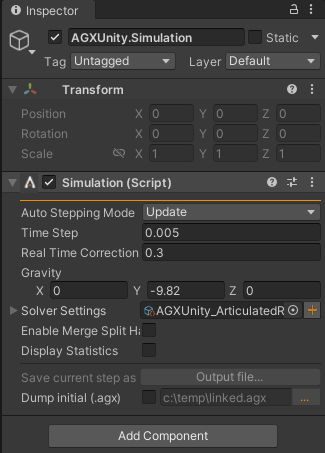 Inspector
AGXUnity.Simulation Static
Tag Untagged Layer Default
Transform
Position X 0 Y 0 Z 0
Rotation X 0 Y 0 Z 0
Scale X 1 Y 1 Z 1
Simulation (Script)
Auto Stepping Mode Update
Time Step 0.005
Real Time Correction 0.3
Gravity
X 0 Y -9.82 Z 0
Solver Settings AGXUnity_ArticulatedR
Enable Merge Split Ha
Display Statistics
Save current step as Output file...
Dump initial (.agx) c:\temp\linked.agx ...
Add Component